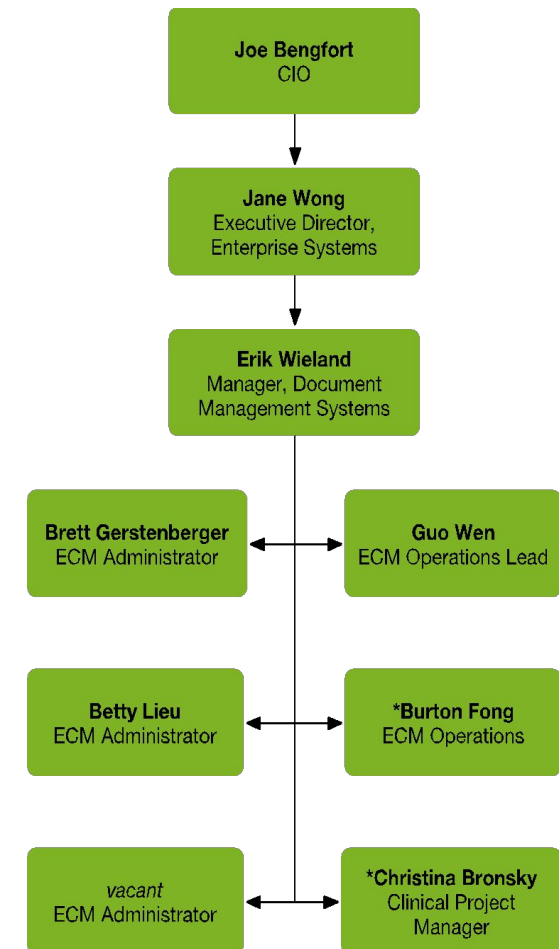 Joe Bengfort
CIO
Jane Wong
Executive Director,
Enterprise Systems
Erik Wieland
Manager, Document
Management Systems
Brett Gerstenberger
ECM Administrator
Guo Wen
ECM Operations Lead
Betty Lieu
ECM Administrator
*Burton Fong
ECM Operations
vacant
ECM Administrator
*Christina Bronsky
Clinical Project
Manager